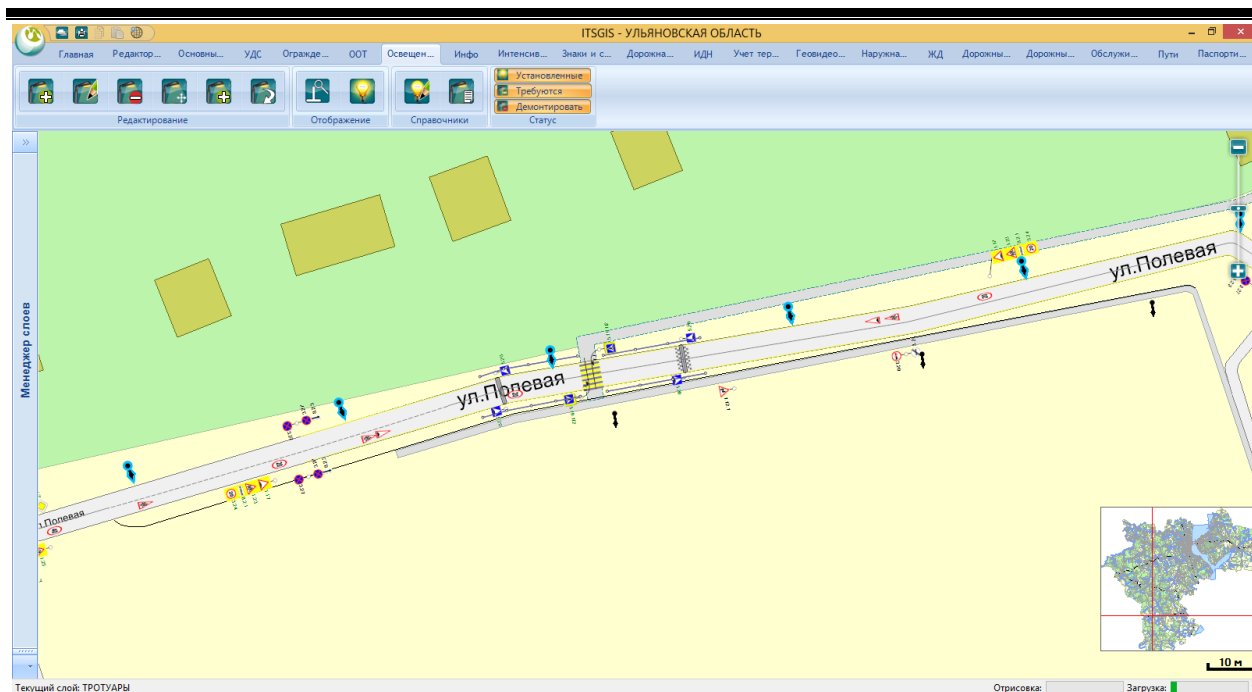 ITSGIS - УЛЬЯНОВСКАЯ ОБЛАСТЬ
Главная Редактор... Основны... УДС Огражде... ООТ Освещен... Инфо Интенсив... Знаки и с... Дорожна... ИДН Учет тер... Геовидео... Наружна... ЖД Дорожны... Дорожны... Обслужи... Пути Паспорти...
Установленные
Требуются
Демонтировать
Редактирование Отображение Справочники Статус
Менеджер слоев
ул.Полевая
ул.Полевая
ул.Полевая
10 м
Текущий слой: ТРОТУАРЫ Отрисовка: Загрузка: